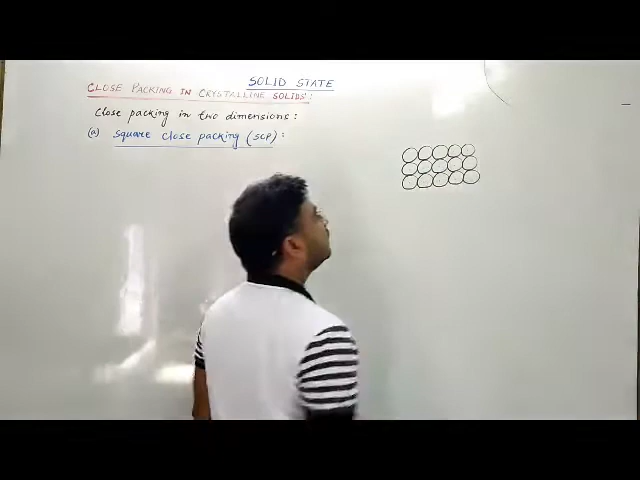 SOLID STATE
CLOSE PACKING IN CRYSTALLINE SOLIDS:
Close packing in two dimensions:
(a) Square close packing (SCP):